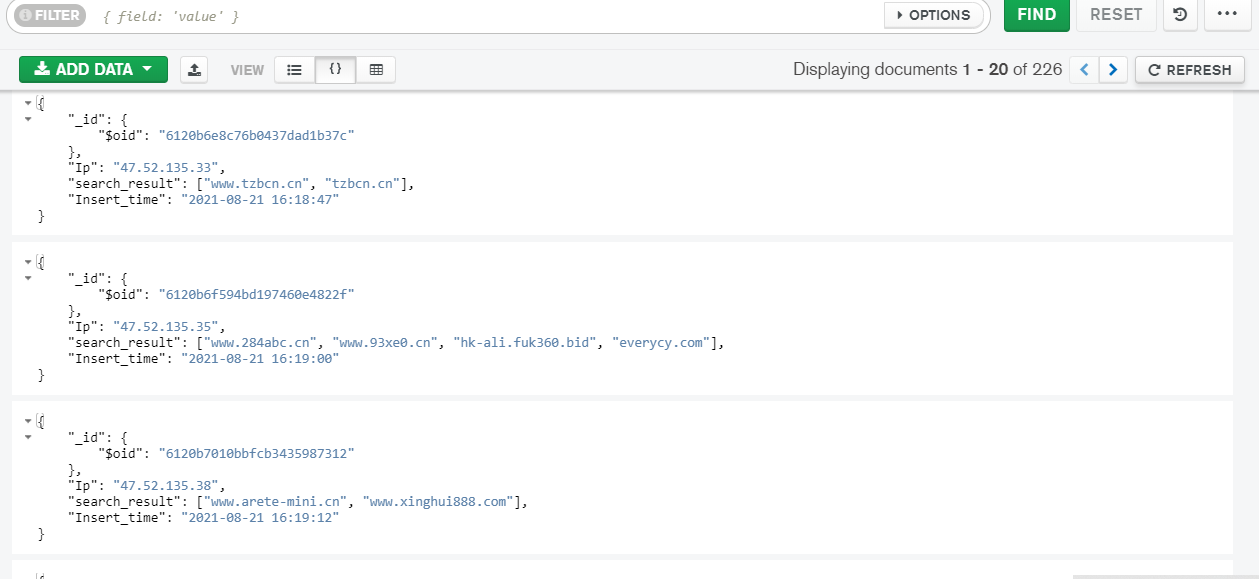 FILTER { field: 'value' } OPTIONS FIND RESET ...
ADD DATA VIEW {} Displaying documents 1 - 20 of 226 < > REFRESH
{
"_id": {
"$oid": "6120b6e8c76b0437dad1b37c"
},
"Ip": "47.52.135.33",
"search_result": ["www.tzbcn.cn", "tzbcn.cn"],
"Insert_time": "2021-08-21 16:18:47"
}
{
"_id": {
"$oid": "6120b6f594bd197460e4822f"
},
"Ip": "47.52.135.35",
"search_result": ["www.284abc.cn", "www.93xe0.cn", "hk-ali.fuk360.bid", "everycy.com"],
"Insert_time": "2021-08-21 16:19:00"
}
{
"_id": {
"$oid": "6120b7010bbfcb3435987312"
},
"Ip": "47.52.135.38",
"search_result": ["www.arete-mini.cn", "www.xinghui888.com"],
"Insert_time": "2021-08-21 16:19:12"
}
{